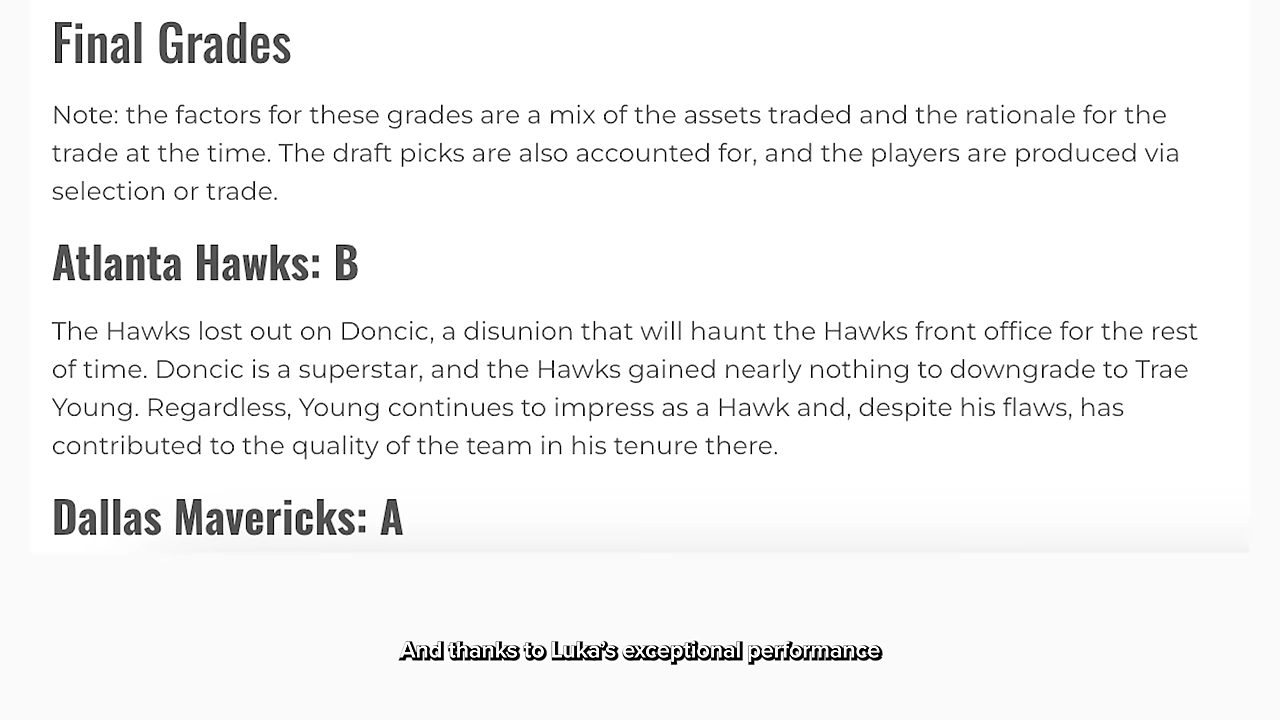 Final Grades
Note: the factors for these grades are a mix of the assets traded and the rationale for the
trade at the time. The draft picks are also accounted for, and the players are produced via
selection or trade.
Atlanta Hawks: B
The Hawks lost out on Doncic, a disunion that will haunt the Hawks front office for the rest
of time. Doncic is a superstar, and the Hawks gained nearly nothing to downgrade to Trae
Young. Regardless, Young continues to impress as a Hawk and, despite his flaws, has
contributed to the quality of the team in his tenure there.
Dallas Mavericks: A
And thanks to Luka's exceptional performance